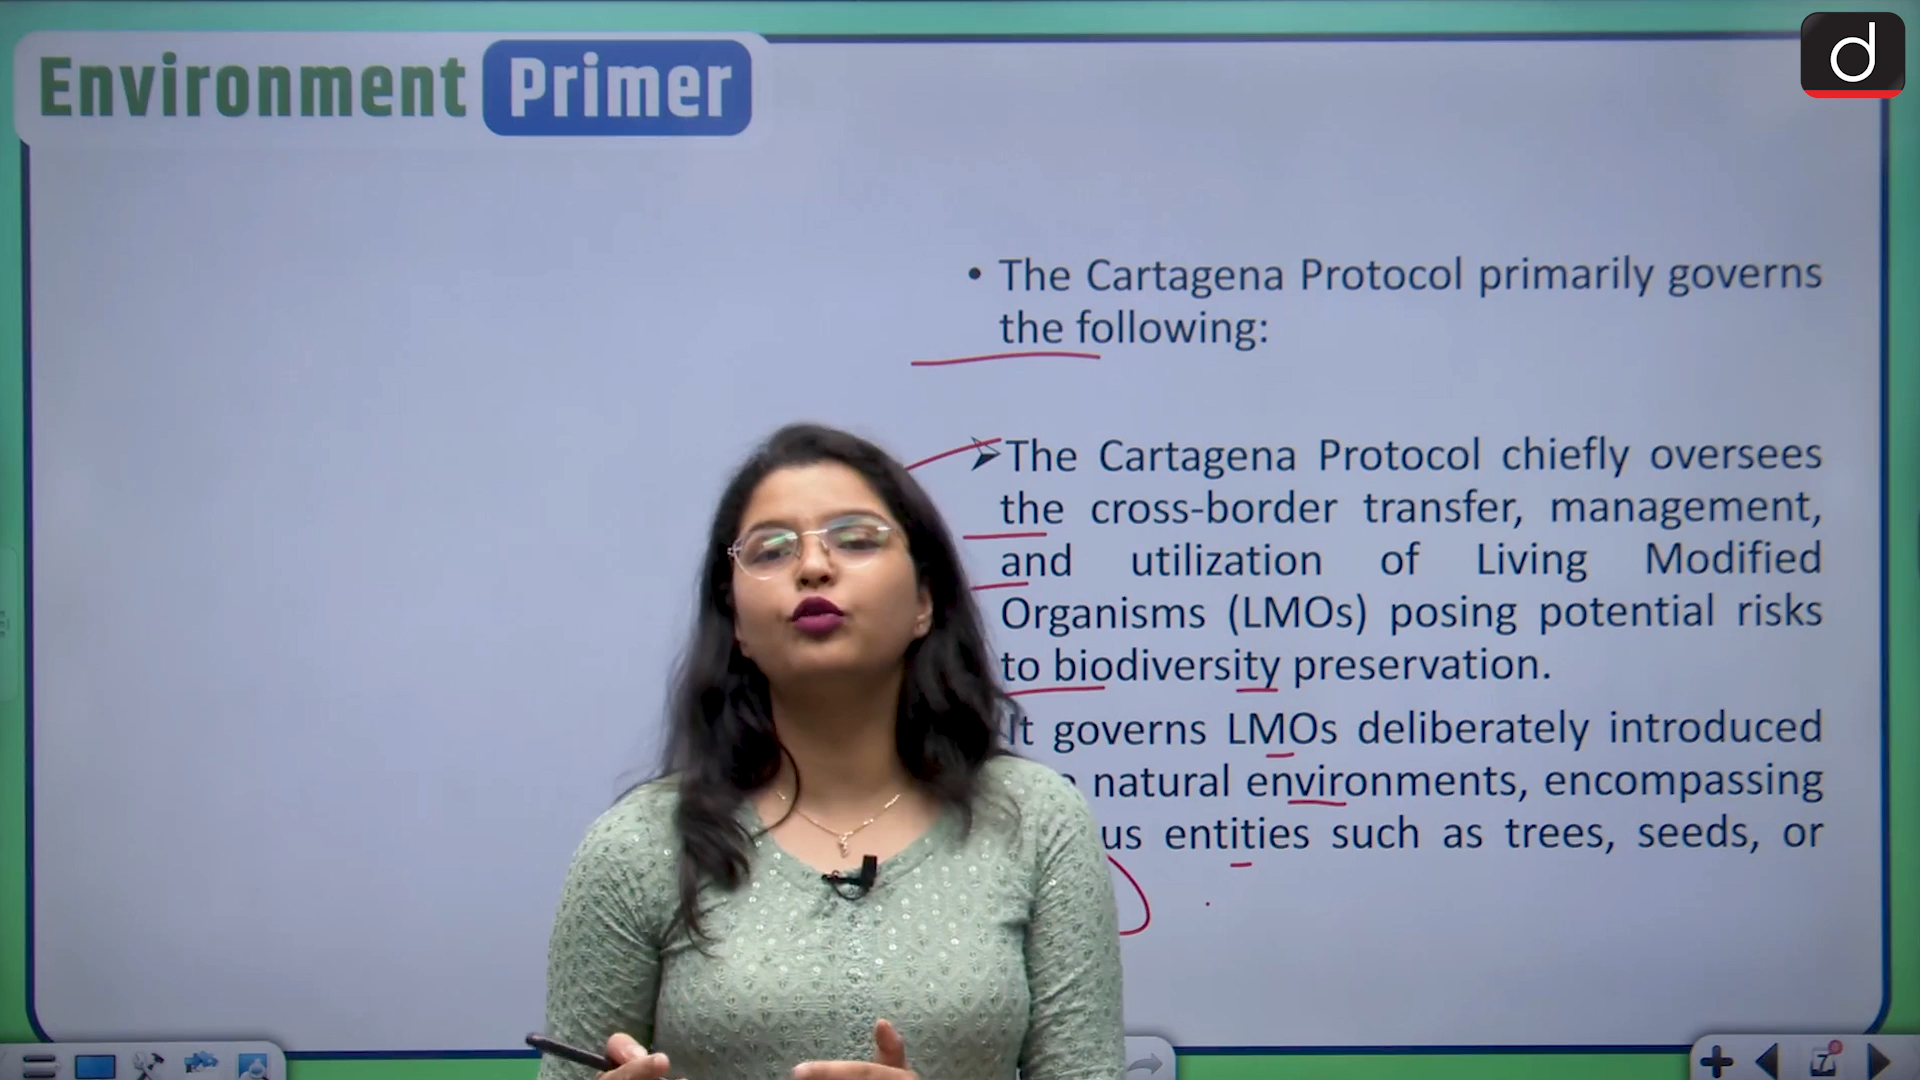 Environment Primer
d
• The Cartagena Protocol primarily governs
the following:
➤The Cartagena Protocol chiefly oversees
the cross-border transfer, management,
and utilization of Living Modified
Organisms (LMOs) posing potential risks
to biodiversity preservation.
It governs LMOs deliberately introduced
natural environments, encompassing
entities such as trees, seeds, or
7